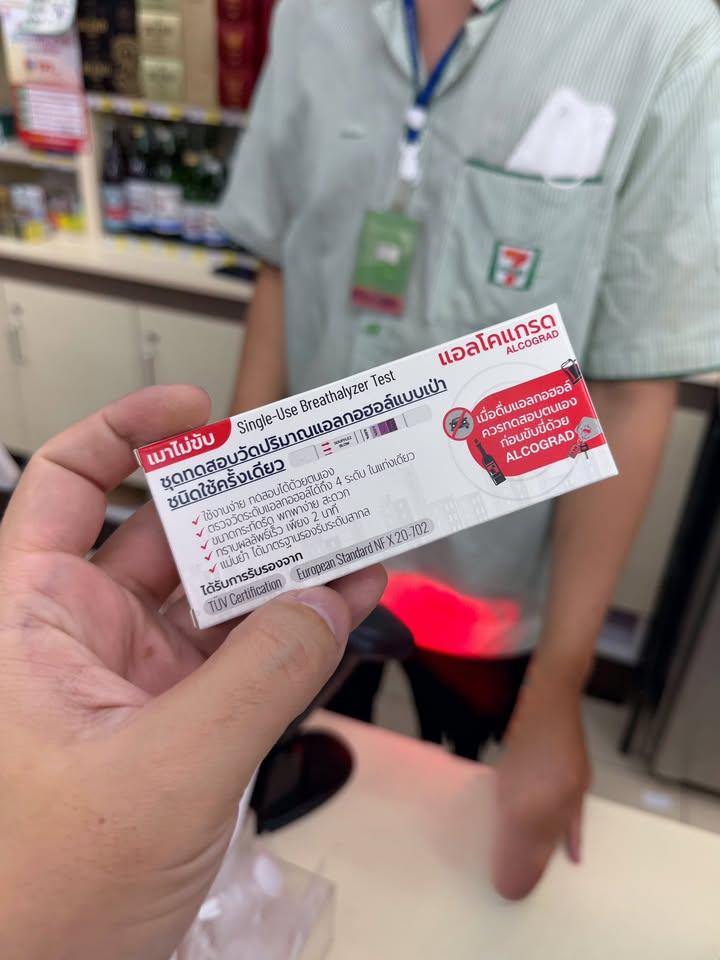 แอลโคแกรด
ALCOGRAD
เมาไม่ขับ
Single-Use Breathalyzer Test
ชุดทดสอบวัดปริมาณแอลกอฮอล์แบบเป่า
ชนิดใช้ครั้งเดียว
SOUFFLEZ
BLOW
✓ ใช้งานง่าย ทดสอบได้ด้วยตนเอง
✓ ตรวจวัดระดับแอลกอฮอล์ได้ถึง 4 ระดับ ในแท่งเดียว
✓ ขนาดกระทัดรัด พกพาง่าย สะดวก
✓ ทราบผลลัพธ์เร็ว เพียง 2 นาที
✓ แม่นยำ ได้มาตรฐานรองรับระดับสากล
ได้รับการรับรองจาก
TÜV Certification
European Standard NF X 20-702
เมื่อดื่มแอลกอฮอล์
ควรทดสอบตนเอง
ก่อนขับขี่ด้วย
ALCOGRAD
7